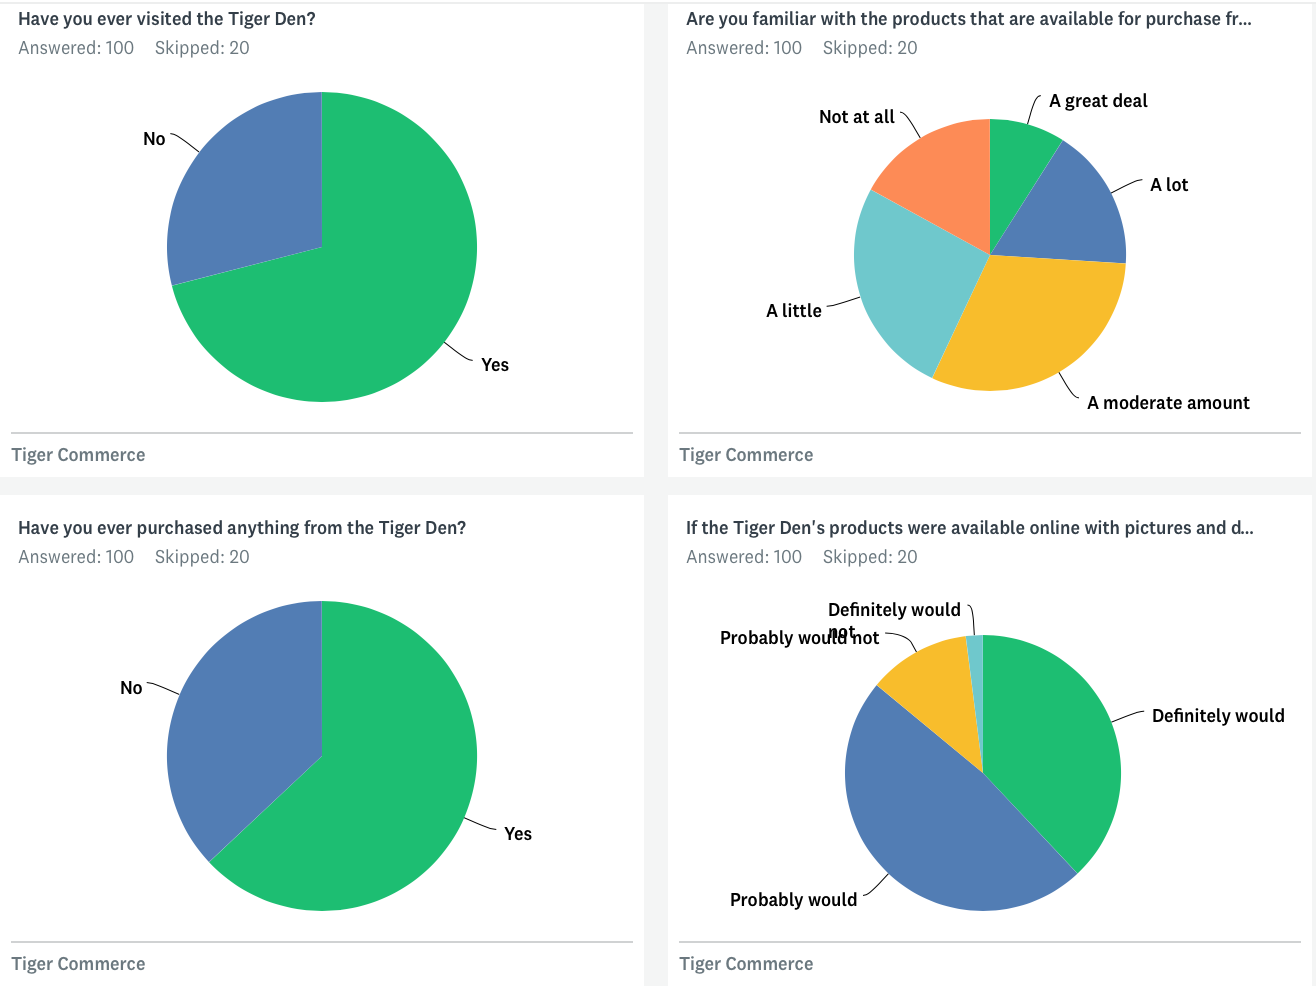 Have you ever visited the Tiger Den?
Answered: 100 Skipped: 20
No
Yes
Tiger Commerce
Are you familiar with the products that are available for purchase fr...
Answered: 100 Skipped: 20
Not at all
A great deal
A lot
A little
A moderate amount
Tiger Commerce
Have you ever purchased anything from the Tiger Den?
Answered: 100 Skipped: 20
No
Yes
Tiger Commerce
If the Tiger Den's products were available online with pictures and d...
Answered: 100 Skipped: 20
Definitely would
not
Probably would not
Definitely would
Probably would
Tiger Commerce